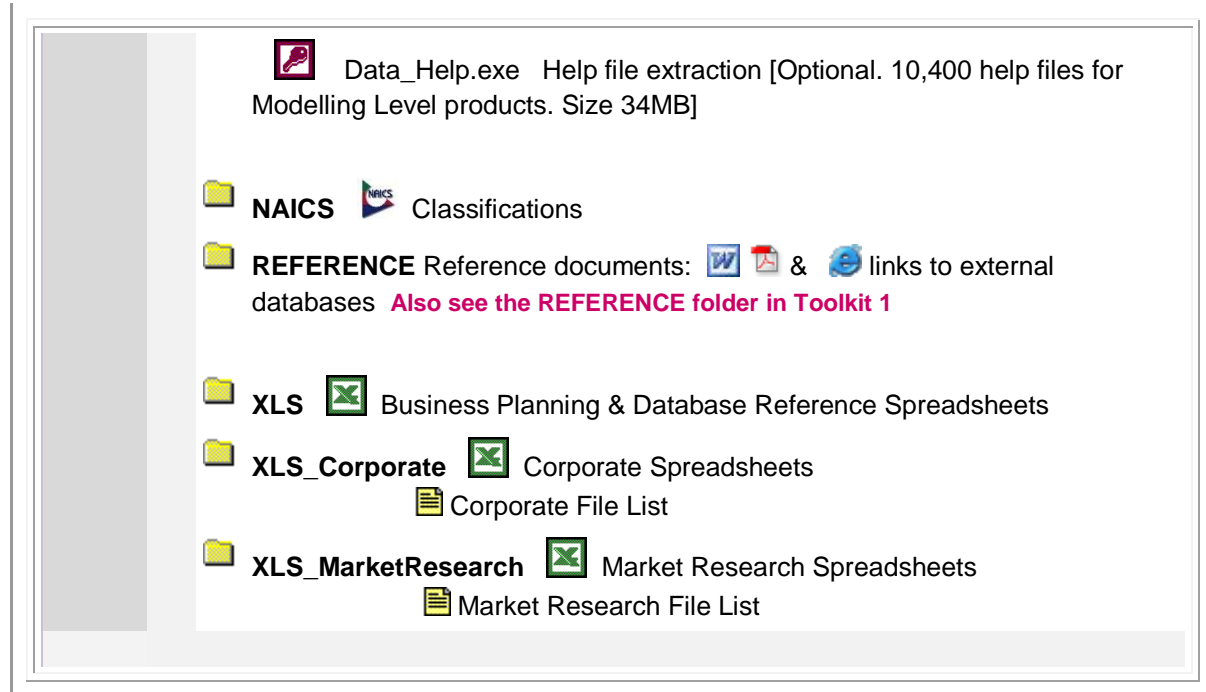 Data_Help.exe Help file extraction [Optional. 10,400 help files for
Modelling Level products. Size 34MB]
NAICS NAICS Classifications
REFERENCE Reference documents: W & links to external
databases Also see the REFERENCE folder in Toolkit 1
XLS Business Planning & Database Reference Spreadsheets
XLS_Corporate Corporate Spreadsheets
Corporate File List
XLS_MarketResearch Market Research Spreadsheets
Market Research File List